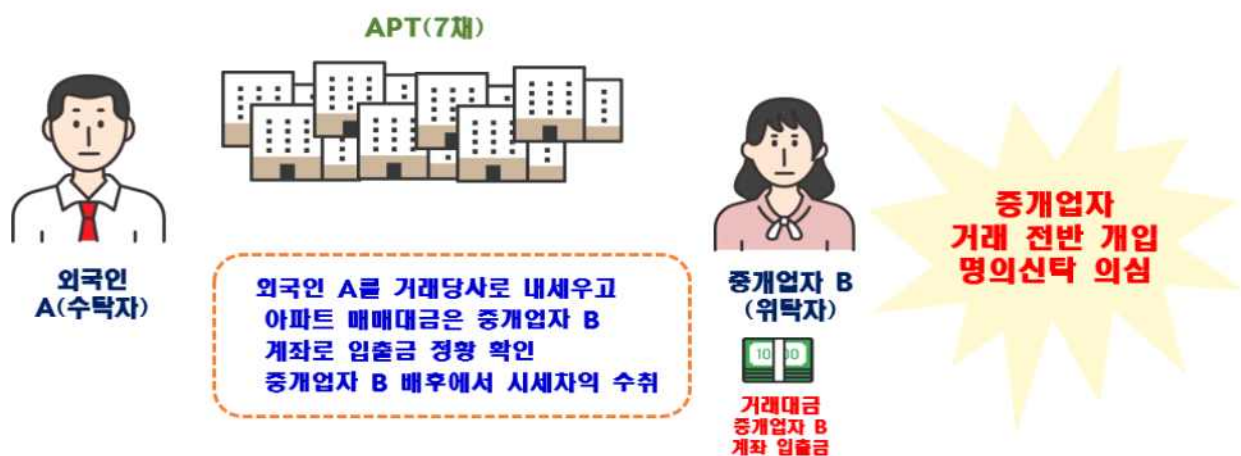 APT(7채)
외국인
A(수탁자)
외국인 A를 거래당사로 내세우고
아파트 매매대금은 중개업자 B
계좌로 입출금 정황 확인
중개업자 B 배후에서 시세차익 수취
중개업자 B
(위탁자)
10 00
거래대금
중개업자 B
계좌 입출금
중개업자
거래 전반 개입
명의신탁 의심